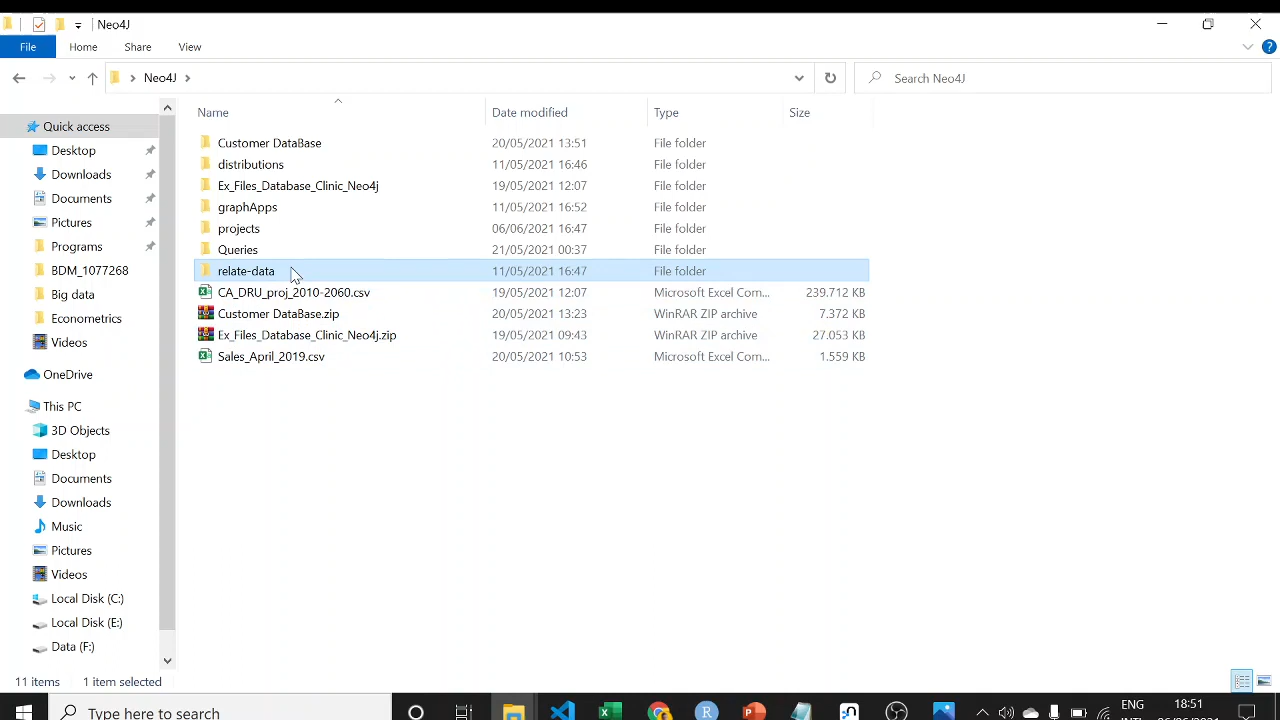 Neo4J
File Home Share View
Neo4J Search Neo4J
Name Date modified Type Size
Quick access
Desktop
Downloads
Documents
Pictures
Programs
BDM_1077268
Big data
Econometrics
Videos
OneDrive
This PC
3D Objects
Desktop
Documents
Downloads
Music
Pictures
Videos
Local Disk (C:)
Local Disk (E:)
Data (F:)
Customer DataBase 20/05/2021 13:51 File folder
distributions 11/05/2021 16:46 File folder
Ex_Files_Database_Clinic_Neo4j 19/05/2021 12:07 File folder
graphApps 11/05/2021 16:52 File folder
projects 06/06/2021 16:47 File folder
Queries 21/05/2021 00:37 File folder
relate-data 11/05/2021 16:47 File folder
CA_DRU_proj_2010-2060.csv 19/05/2021 12:07 Microsoft Excel Com... 239.712 KB
Customer DataBase.zip 20/05/2021 13:23 WinRAR ZIP archive 7.372 KB
Ex_Files_Database_Clinic_Neo4j.zip 19/05/2021 09:43 WinRAR ZIP archive 27.053 KB
Sales_April_2019.csv 20/05/2021 10:53 Microsoft Excel Com... 1.559 KB
11 items 1 item selected
Type here to search
ENG
18:51